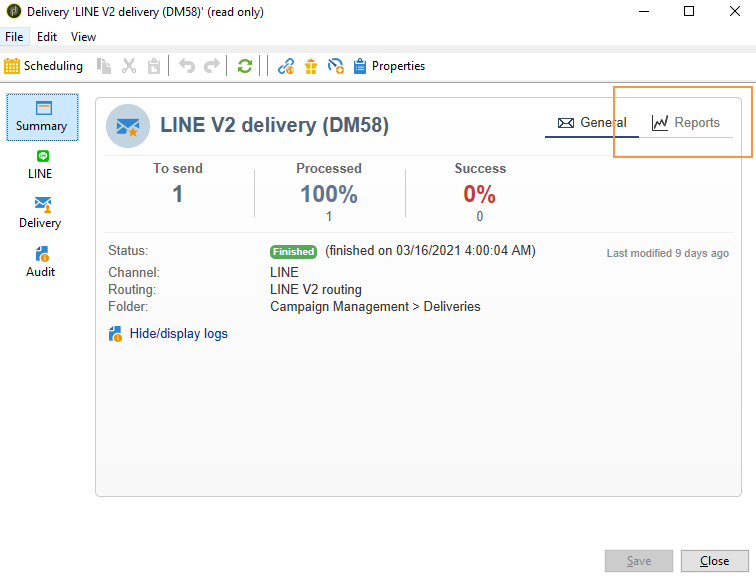 Delivery 'LINE V2 delivery (DM58)' (read only)
File Edit View
Scheduling Properties
Summary
LINE
Delivery
Audit
LINE V2 delivery (DM58)
General Reports
To send Processed Success
1 100% 0%
1 0
Status: Finished (finished on 03/16/2021 4:00:04 AM) Last modified 9 days ago
Channel: LINE
Routing: LINE V2 routing
Folder: Campaign Management > Deliveries
Hide/display logs
Save Close